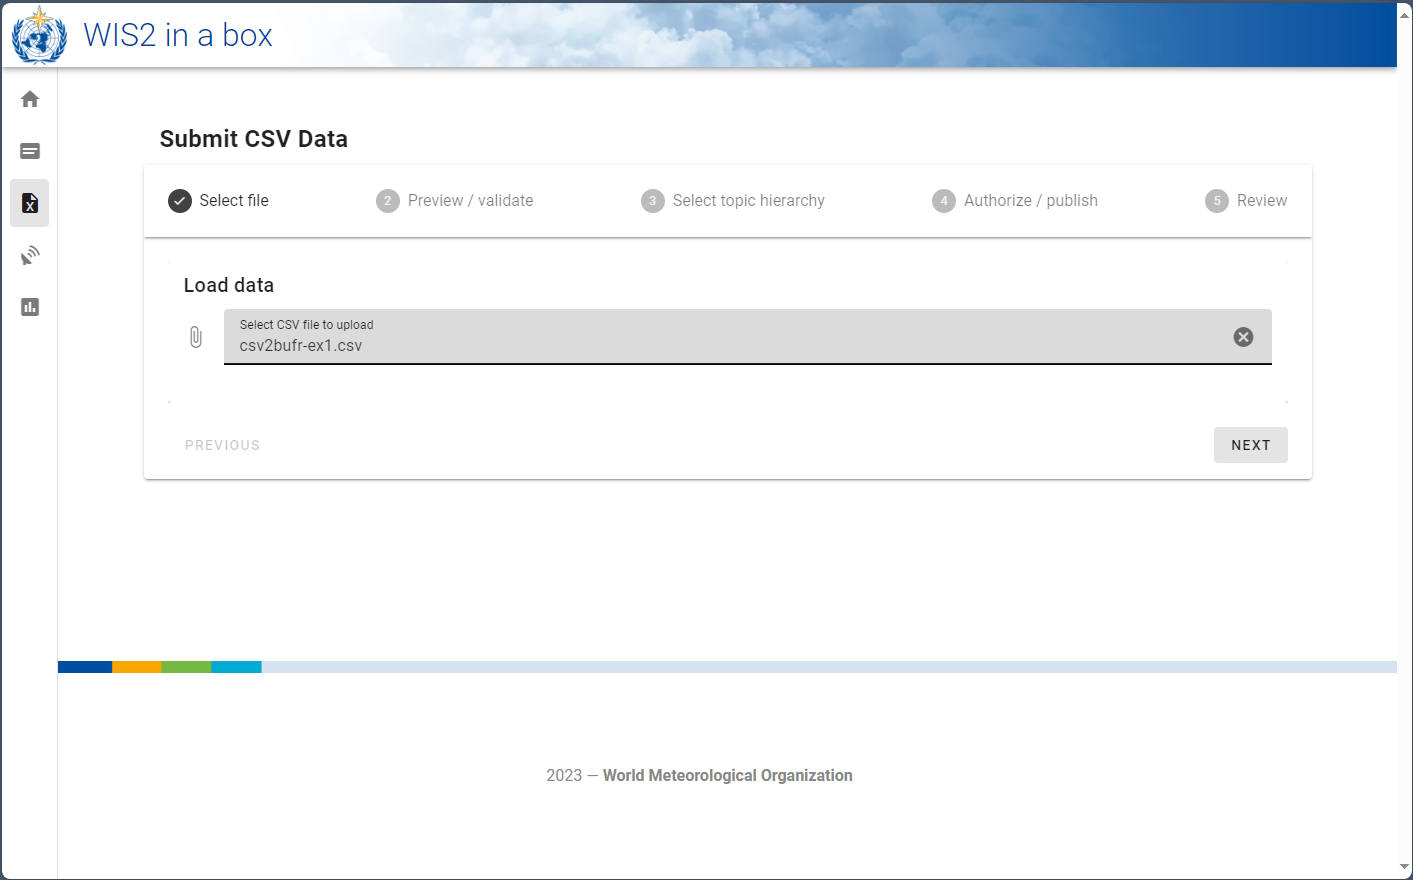 WIS2 in a box
Submit CSV Data
Select file
2 Preview / validate
3 Select topic hierarchy
4 Authorize / publish
5 Review
Load data
Select CSV file to upload
csv2bufr-ex1.csv
PREVIOUS
NEXT
2023 — World Meteorological Organization